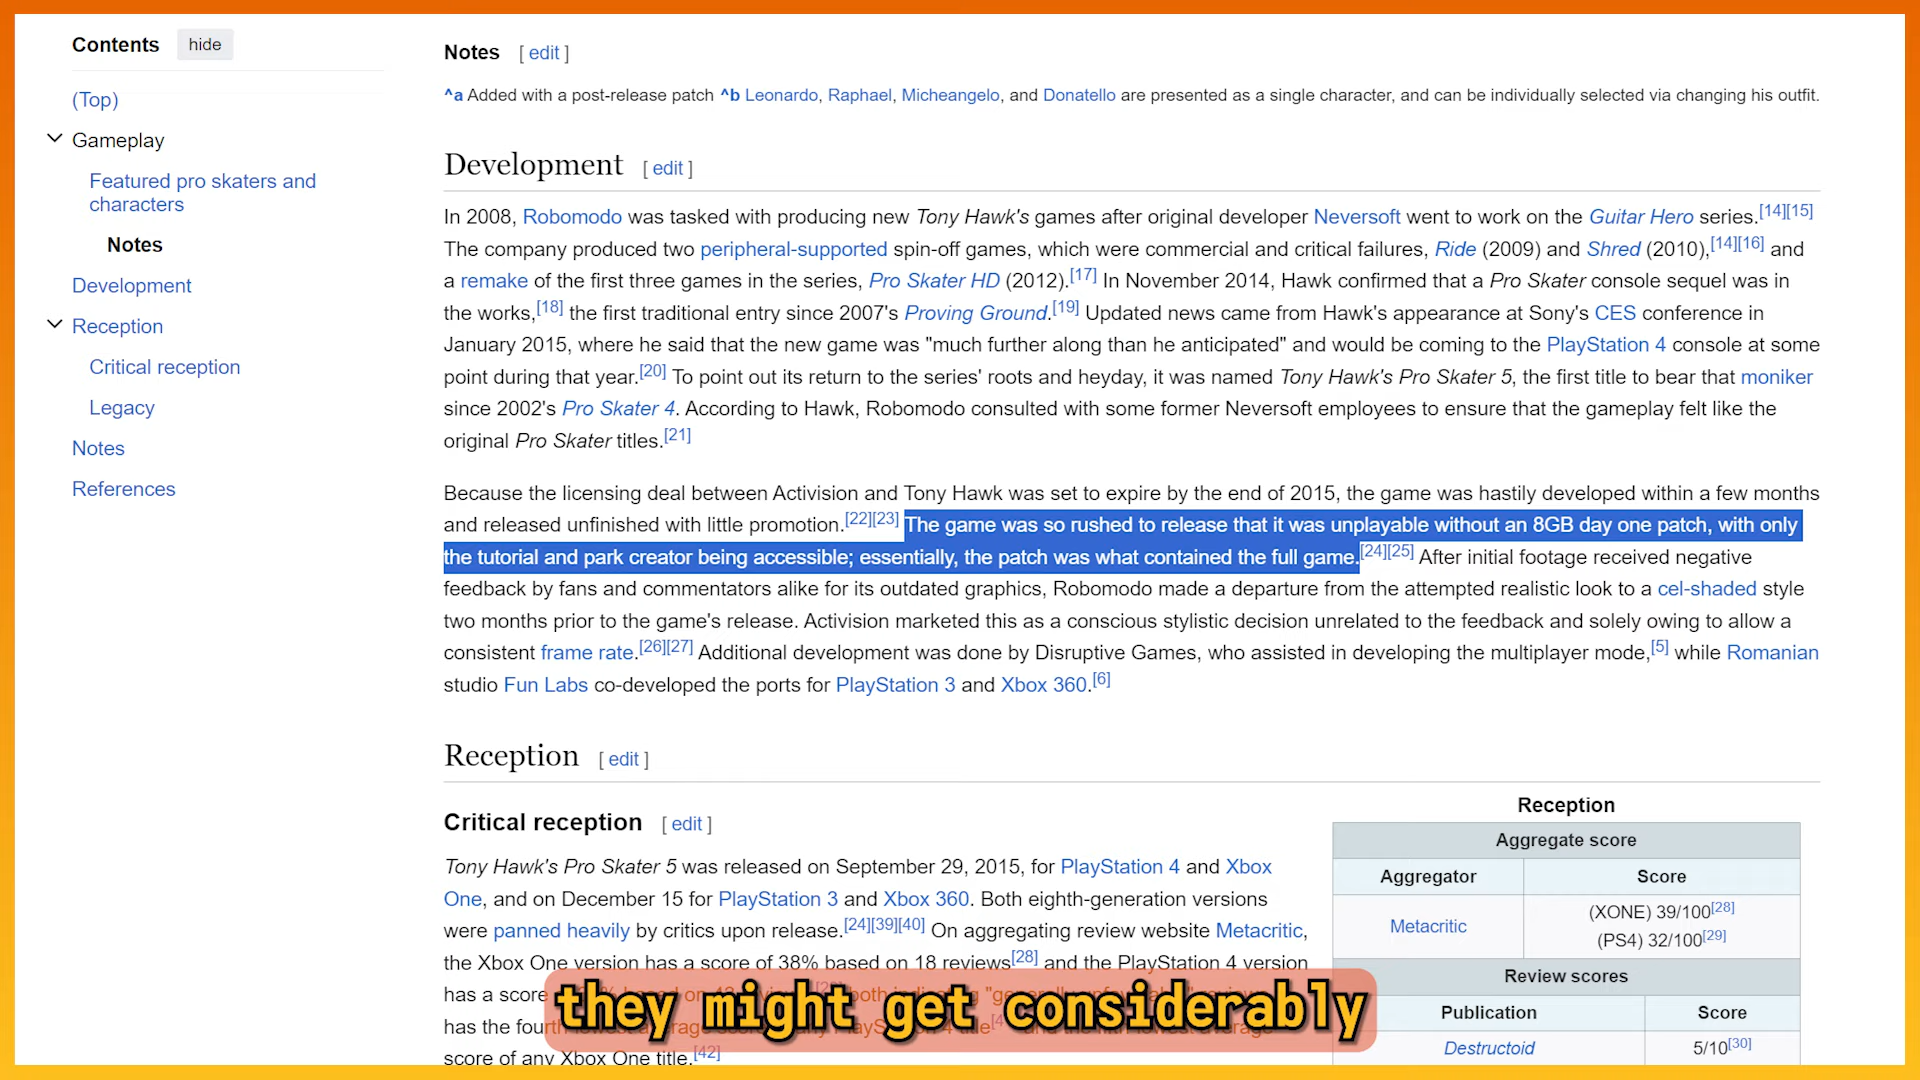 Contents hide
(Top)
Gameplay
Featured pro skaters and
characters
Notes
Development
Reception
Critical reception
Legacy
Notes
References
Notes [ edit ]
^a Added with a post-release patch ^b Leonardo, Raphael, Micheangelo, and Donatello are presented as a single character, and can be individually selected via changing his outfit.
Development [ edit ]
In 2008, Robomodo was tasked with producing new Tony Hawk's games after original developer Neversoft went to work on the Guitar Hero series.[14][15]
The company produced two peripheral-supported spin-off games, which were commercial and critical failures, Ride (2009) and Shred (2010),[14][16] and
a remake of the first three games in the series, Pro Skater HD (2012).[17] In November 2014, Hawk confirmed that a Pro Skater console sequel was in
the works,[18] the first traditional entry since 2007's Proving Ground.[19] Updated news came from Hawk's appearance at Sony's CES conference in
January 2015, where he said that the new game was "much further along than he anticipated" and would be coming to the PlayStation 4 console at some
point during that year.[20] To point out its return to the series' roots and heyday, it was named Tony Hawk's Pro Skater 5, the first title to bear that moniker
since 2002's Pro Skater 4. According to Hawk, Robomodo consulted with some former Neversoft employees to ensure that the gameplay felt like the
original Pro Skater titles.[21]
Because the licensing deal between Activision and Tony Hawk was set to expire by the end of 2015, the game was hastily developed within a few months
and released unfinished with little promotion.[22][23] The game was so rushed to release that it was unplayable without an 8GB day one patch, with only
the tutorial and park creator being accessible; essentially, the patch was what contained the full game.[24][25] After initial footage received negative
feedback by fans and commentators alike for its outdated graphics, Robomodo made a departure from the attempted realistic look to a cel-shaded style
two months prior to the game's release. Activision marketed this as a conscious stylistic decision unrelated to the feedback and solely owing to allow a
consistent frame rate.[26][27] Additional development was done by Disruptive Games, who assisted in developing the multiplayer mode,[5] while Romanian
studio Fun Labs co-developed the ports for PlayStation 3 and Xbox 360.[6]
Reception [ edit ]
Critical reception [ edit ]
Tony Hawk's Pro Skater 5 was released on September 29, 2015, for PlayStation 4 and Xbox
One, and on December 15 for PlayStation 3 and Xbox 360. Both eighth-generation versions
were panned heavily by critics upon release.[24][39][40] On aggregating review website Metacritic,
the Xbox One version has a score of 38% based on 18 reviews[28] and the PlayStation 4 version
has a score
has the fourth
score of any Xbox One title.[42]
they might get considerably
Reception
Aggregate score
Aggregator Score
Metacritic (XONE) 39/100[28]
(PS4) 32/100[29]
Review scores
Publication Score
Destructoid 5/10[30]